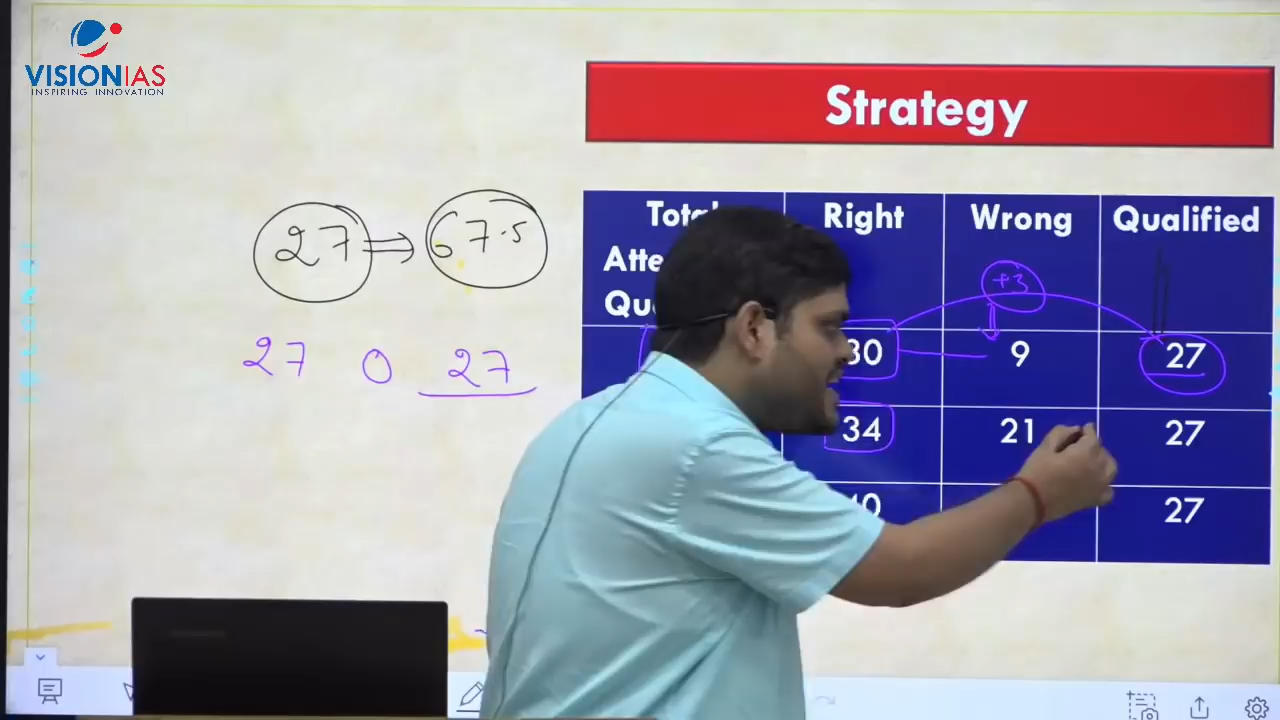 VISIONIAS
INSPIRING INNOVATION
Strategy
Right Wrong Qualified
+3
27 ⇒ 67.5
30 9 27
27 0 27
34 21 27
27